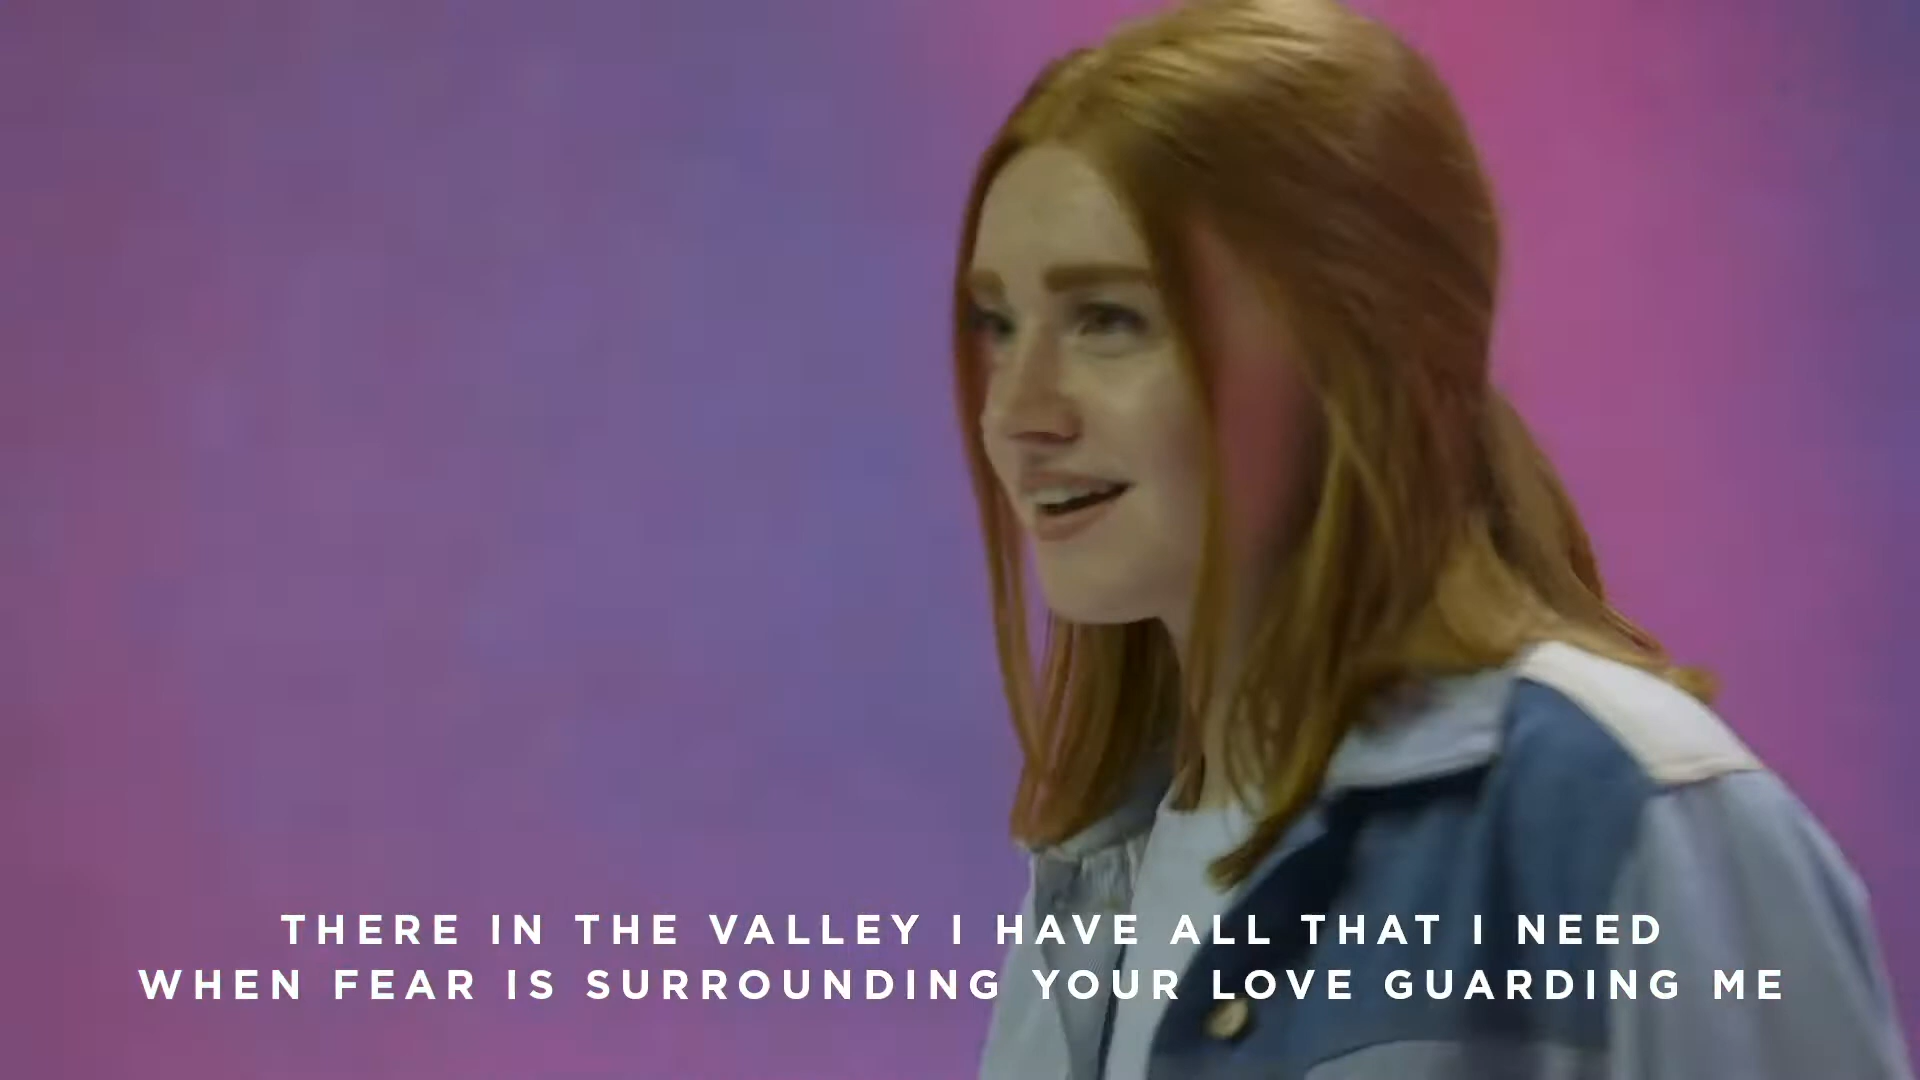 THERE IN THE VALLEY I HAVE ALL THAT I NEED
WHEN FEAR IS SURROUNDING YOUR LOVE GUARDING ME